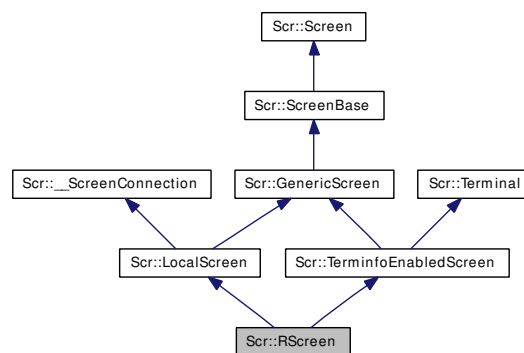 Scr::Screen
Scr::ScreenBase
Scr::__ScreenConnection
Scr::GenericScreen
Scr::Terminal
Scr::LocalScreen
Scr::TerminfoEnabledScreen
Scr::RScreen